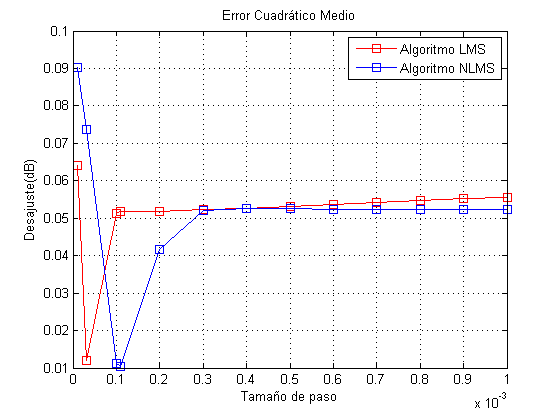 Error Cuadrático Medio
0.1
0.09
0.08
0.07
0.06
0.05
0.04
0.03
0.02
0.01
Desajuste(dB)
Algoritmo LMS
Algoritmo NLMS
0 0.1 0.2 0.3 0.4 0.5 0.6 0.7 0.8 0.9 1
Tamaño de paso
x 10⁻³